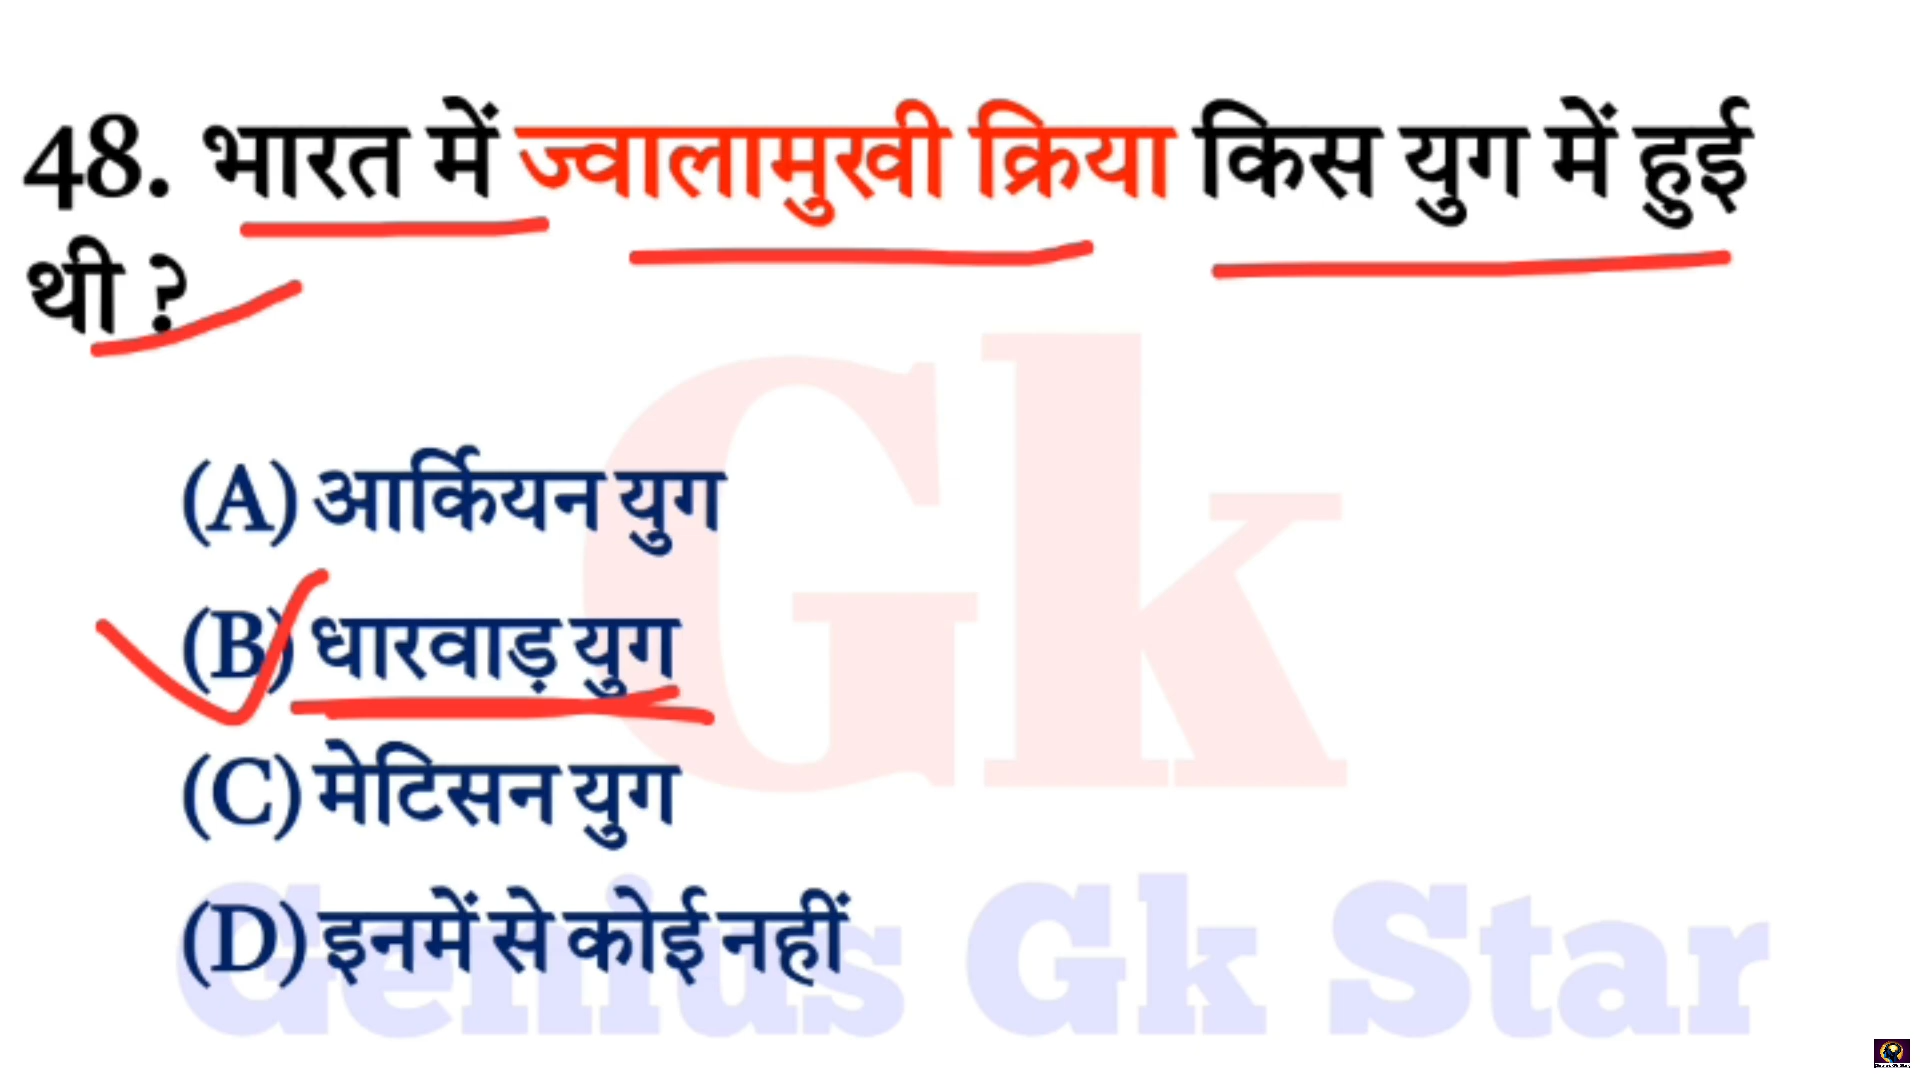 48. भारत में ज्वालामुखी क्रिया किस युग में हुई
थी ?
Gk
(A) आर्कियन युग
(B) धारवाड़ युग
(C) मेटिसन युग
(D) इनमें से कोई नहीं
Genius Gk Star